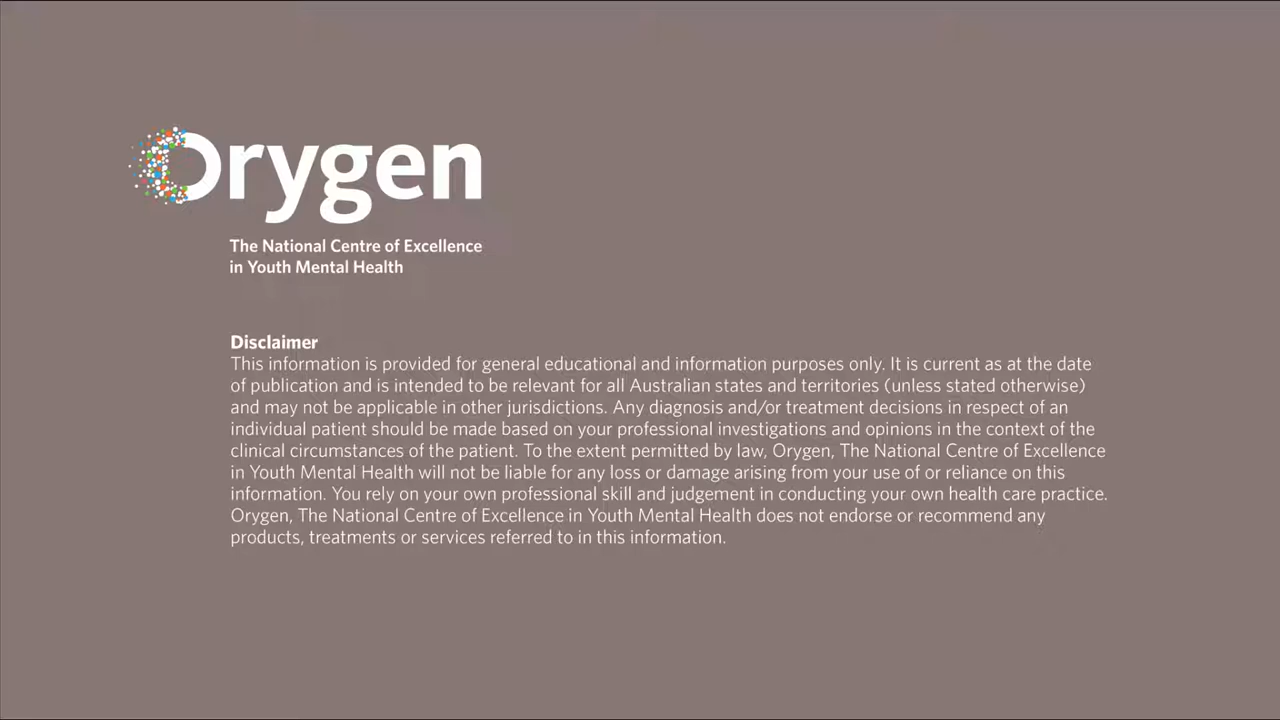 Orygen
The National Centre of Excellence
in Youth Mental Health
Disclaimer
This information is provided for general educational and information purposes only. It is current as at the date
of publication and is intended to be relevant for all Australian states and territories (unless stated otherwise)
and may not be applicable in other jurisdictions. Any diagnosis and/or treatment decisions in respect of an
individual patient should be made based on your professional investigations and opinions in the context of the
clinical circumstances of the patient. To the extent permitted by law, Orygen, The National Centre of Excellence
in Youth Mental Health will not be liable for any loss or damage arising from your use of or reliance on this
information. You rely on your own professional skill and judgement in conducting your own health care practice.
Orygen, The National Centre of Excellence in Youth Mental Health does not endorse or recommend any
products, treatments or services referred to in this information.